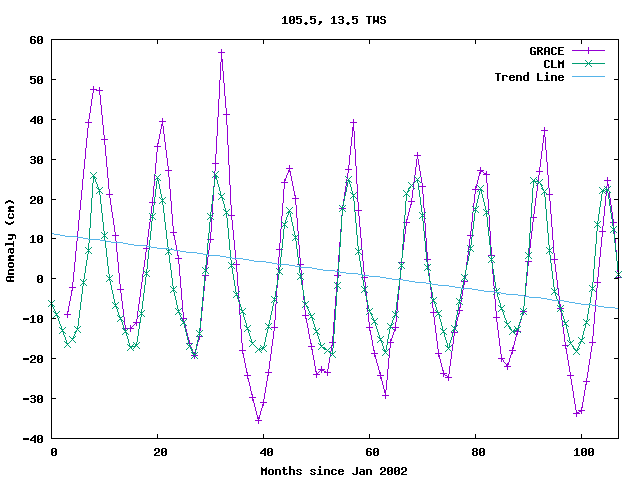 105.5, 13.5 TWS
60
50
40
30
20
10
0
-10
-20
-30
-40
Anomaly (cm)
GRACE
CLM
Trend Line
0 20 40 60 80 100
Months since Jan 2002